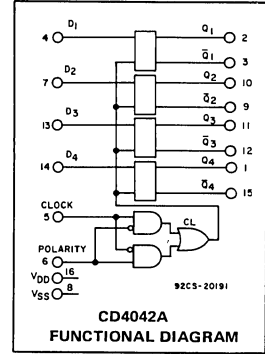 D1 Q1
4 2
Q̅1
3
D2 Q2
7 10
Q̅2
9
D3 Q3
13 11
Q̅3
12
D4 Q4
14 1
Q̅4
15
CLOCK
5 CL
POLARITY
6
VDD 16
VSS 8
92CS-20191
CD4042A
FUNCTIONAL DIAGRAM